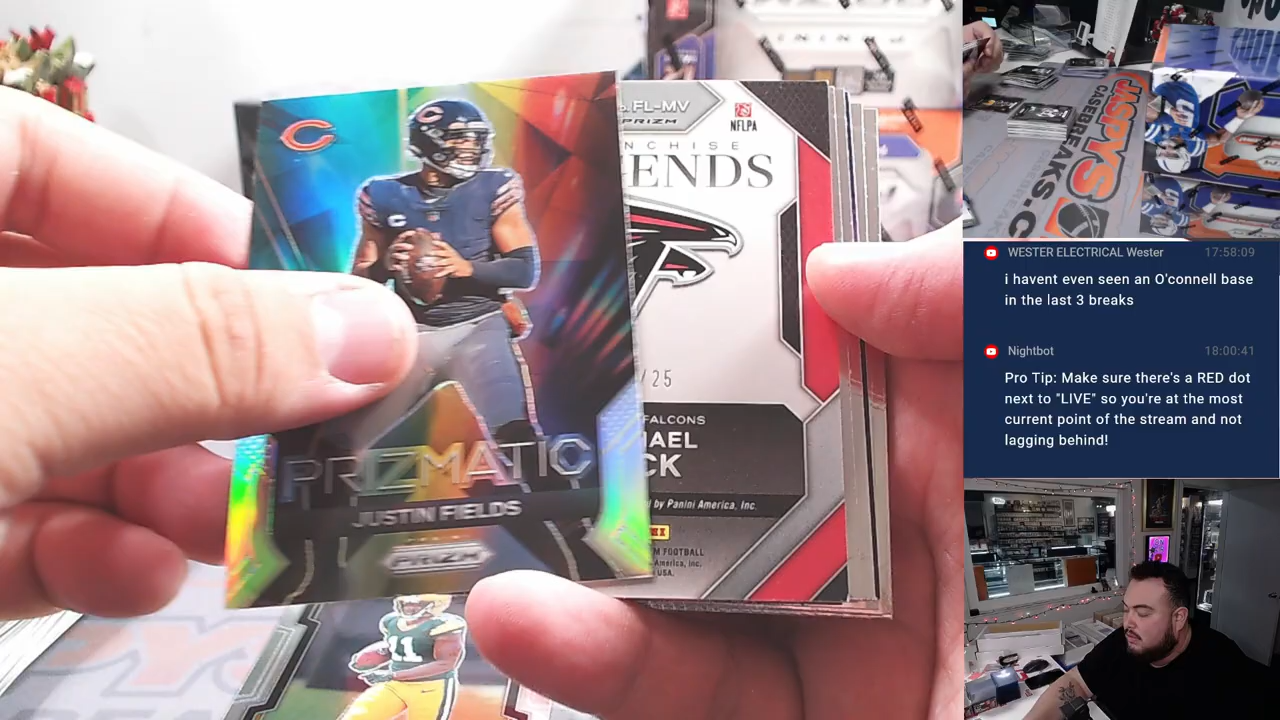 PRIZMATIC
JUSTIN FIELDS
PRIZM
FL-MV
PRIZM
NFLPA
NCHISE
ENDS
/25
FALCONS
AEL
CK
by Panini America, Inc.
M FOOTBALL
America, Inc.
USA.
11
JASPYS
CASEBREAKS.C
WESTER ELECTRICAL Wester 17:58:09
i havent even seen an O'connell base
in the last 3 breaks
Nightbot 18:00:41
Pro Tip: Make sure there's a RED dot
next to "LIVE" so you're at the most
current point of the stream and not
lagging behind!